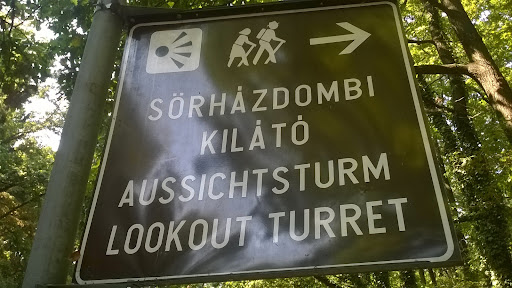 SÖRHÁZDOMBI
KILÁTÓ
AUSSICHTSTURM
LOOKOUT TURRET